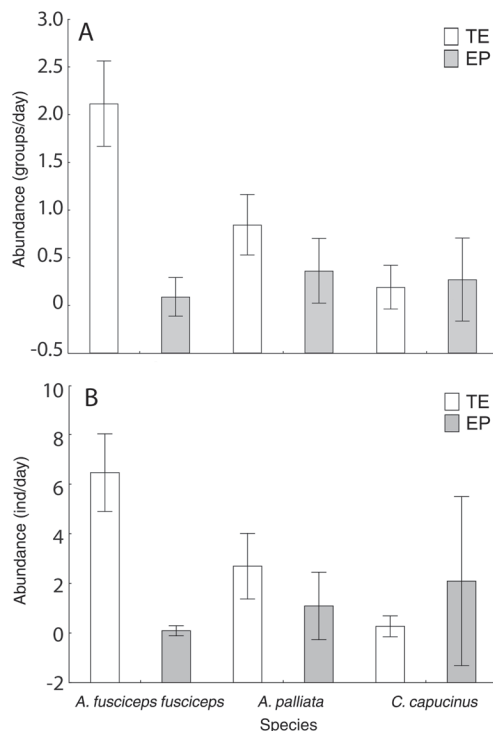 A
TE
EP
3.0
2.5
2.0
1.5
1.0
0.5
0
-0.5
Abundance (groups/day)
B
TE
EP
10
8
6
4
2
0
-2
Abundance (ind/day)
A. fusciceps fusciceps A. palliata C. capucinus
Species